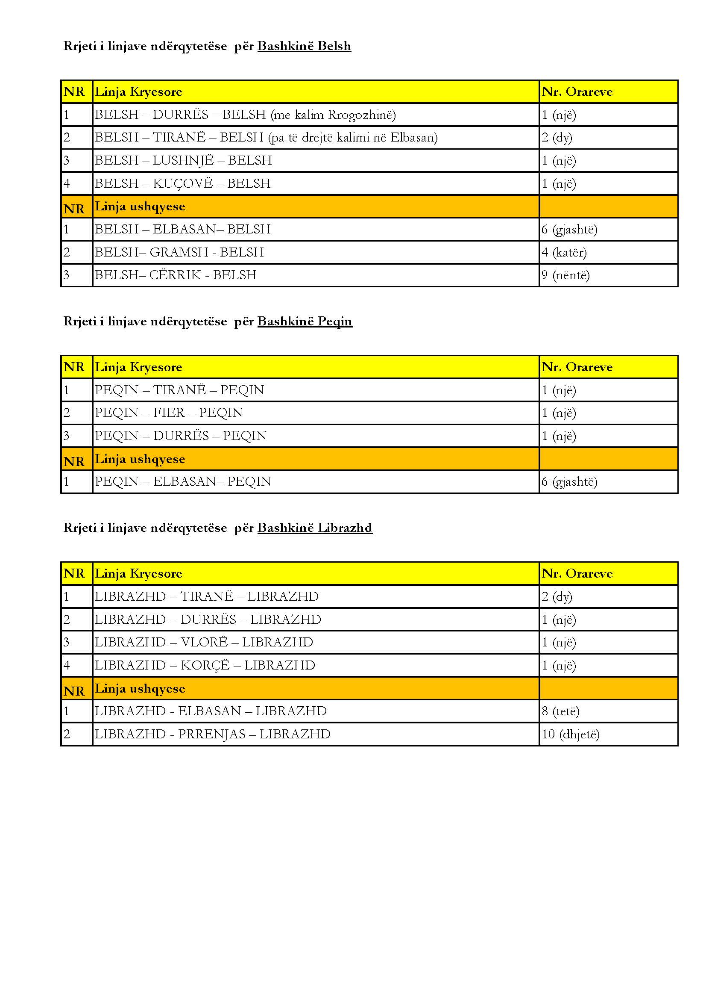 Rrjeti i linjave ndërqytetëse  për Bashkinë Belsh
NR Linja Kryesore Nr. Orareve
1 BELSH – DURRËS – BELSH (me kalim Rrogozhinë) 1 (një)
2 BELSH – TIRANË – BELSH (pa të drejtë kalimi në Elbasan) 2 (dy)
3 BELSH – LUSHNJË – BELSH 1 (një)
4 BELSH – KUÇOVË – BELSH 1 (një)
NR Linja ushqyese
1 BELSH – ELBASAN– BELSH 6 (gjashtë)
2 BELSH– GRAMSH - BELSH 4 (katër)
3 BELSH– CËRRIK - BELSH 9 (nëntë)
Rrjeti i linjave ndërqytetëse  për Bashkinë Peqin
NR Linja Kryesore Nr. Orareve
1 PEQIN – TIRANË – PEQIN 1 (një)
2 PEQIN – FIER – PEQIN 1 (një)
3 PEQIN – DURRËS – PEQIN 1 (një)
NR Linja ushqyese
1 PEQIN – ELBASAN– PEQIN 6 (gjashtë)
Rrjeti i linjave ndërqytetëse  për Bashkinë Librazhd
NR Linja Kryesore Nr. Orareve
1 LIBRAZHD – TIRANË – LIBRAZHD 2 (dy)
2 LIBRAZHD – DURRËS – LIBRAZHD 1 (një)
3 LIBRAZHD – VLORË – LIBRAZHD 1 (një)
4 LIBRAZHD – KORÇË – LIBRAZHD 1 (një)
NR Linja ushqyese
1 LIBRAZHD - ELBASAN – LIBRAZHD 8 (tetë)
2 LIBRAZHD - PRRENJAS – LIBRAZHD 10 (dhjetë)